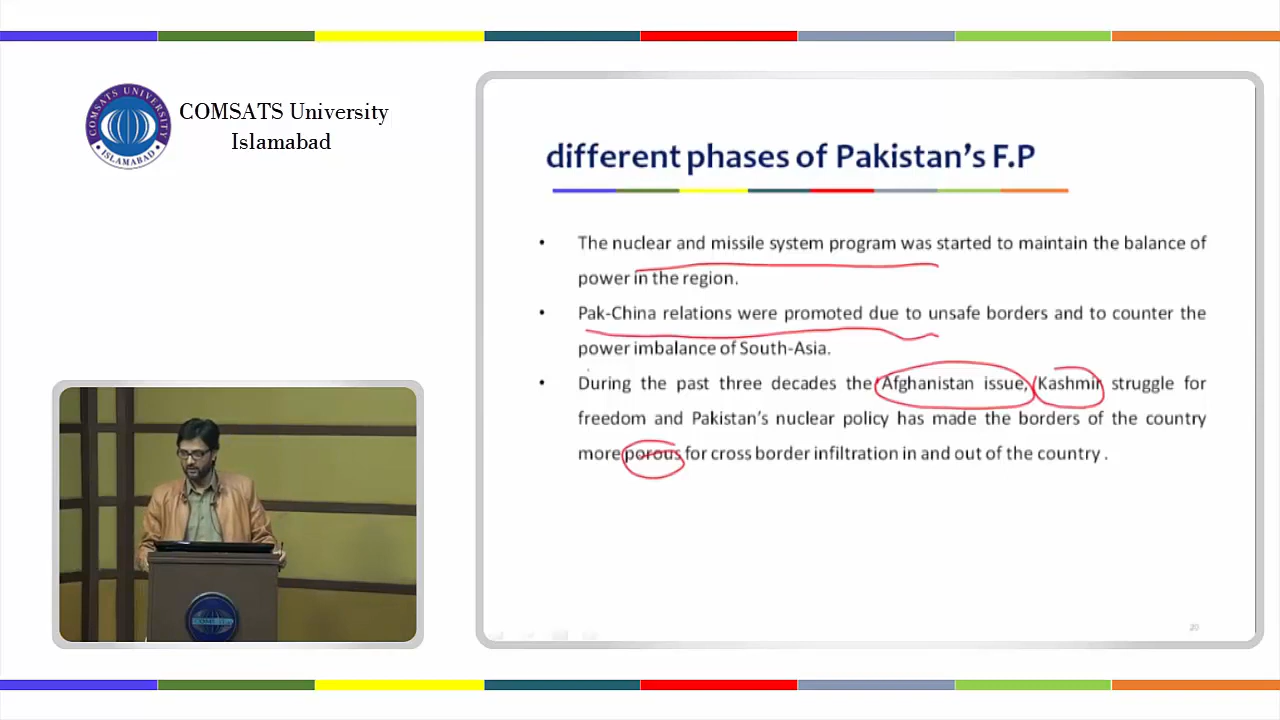 COMSATS UNIVERSITY
ISLAMABAD
COMSATS University
Islamabad
different phases of Pakistan's F.P
• The nuclear and missile system program was started to maintain the balance of
power in the region.
• Pak-China relations were promoted due to unsafe borders and to counter the
power imbalance of South-Asia.
• During the past three decades the Afghanistan issue, Kashmir struggle for
freedom and Pakistan's nuclear policy has made the borders of the country
more porous for cross border infiltration in and out of the country .
20